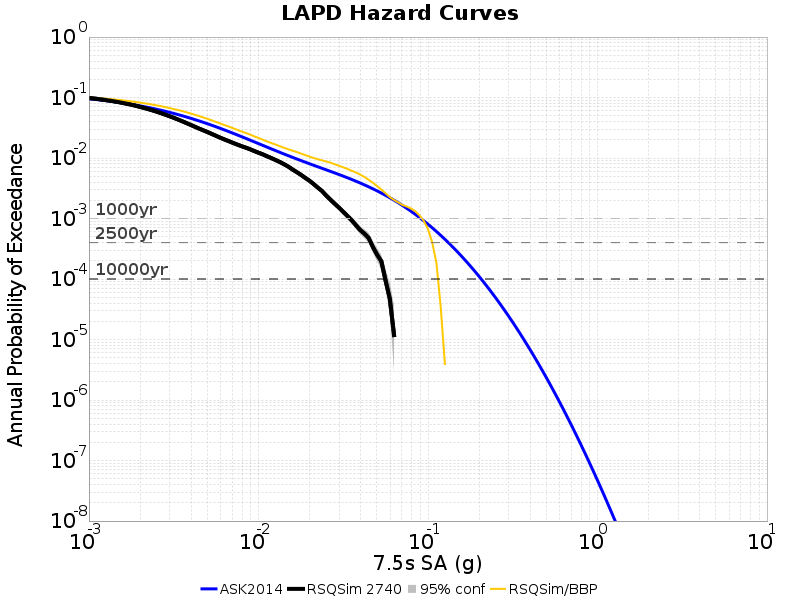 LAPD Hazard Curves
Annual Probability of Exceedance
10^0
10^-1
10^-2
10^-3
10^-4
10^-5
10^-6
10^-7
10^-8
1000yr
2500yr
10000yr
10^-3 10^-2 10^-1 10^0 10^1
7.5s SA (g)
ASK2014 RSQSim 2740 95% conf RSQSim/BBP